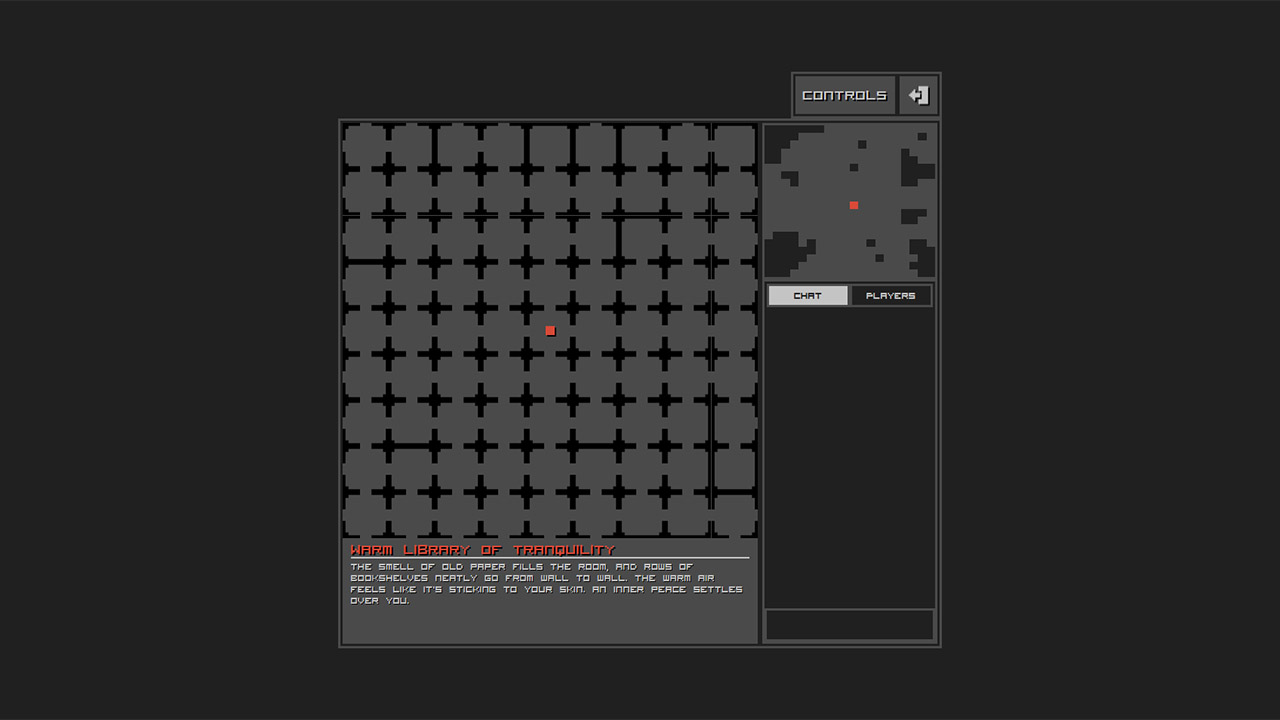 CONTROLS
CHAT
PLAYERS
WARM LIBRARY OF TRANQUILITY
THE SMELL OF OLD PAPER FILLS THE ROOM, AND ROWS OF
BOOKSHELVES NEATLY GO FROM WALL TO WALL. THE WARM AIR
FEELS LIKE IT'S STICKING TO YOUR SKIN. AN INNER PEACE SETTLES
OVER YOU.